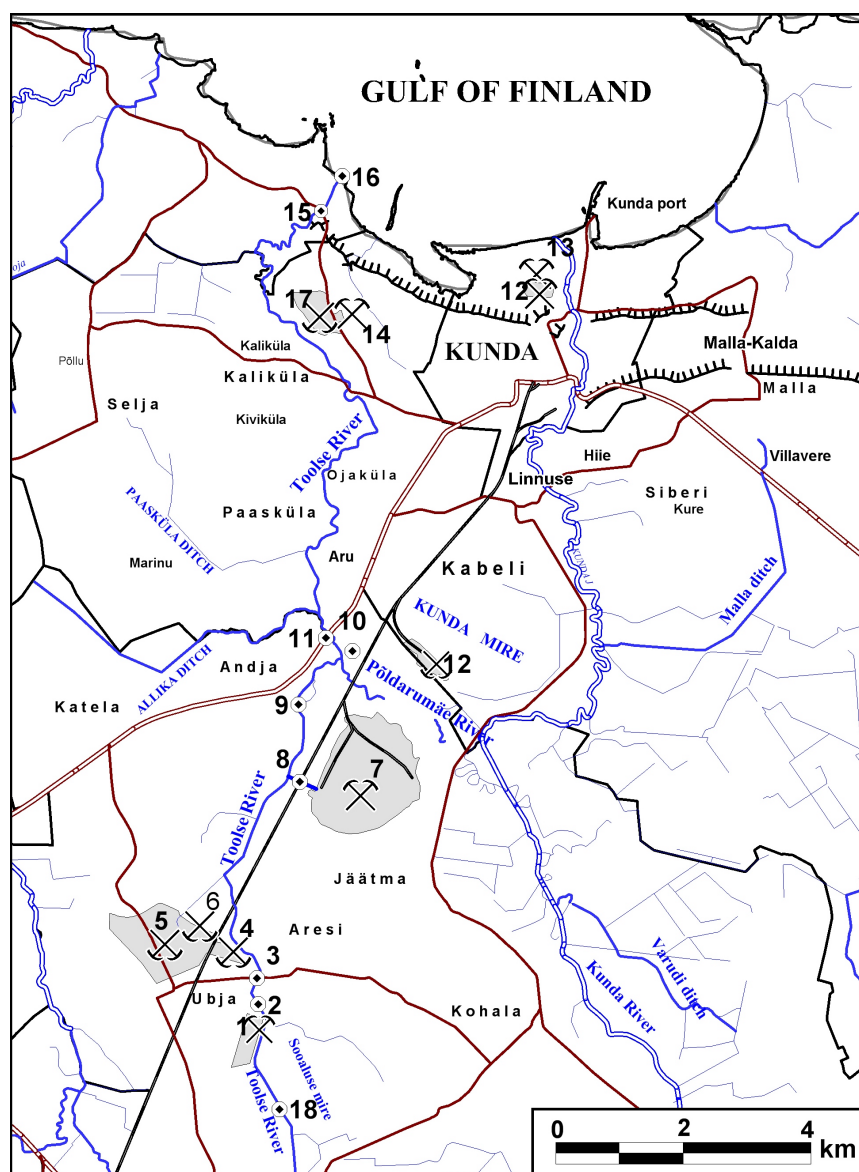 GULF OF FINLAND
16
15
Kunda port
13
oja
12
17
14
KUNDA
Malla-Kalda
Põllu
Kaliküla
Kaliküla
Malla
Selja
Kiviküla
Toolse River
Hiie
Villavere
Ojaküla
Linnuse
Siberi
Kure
Paasküla
PAASKÜLA DITCH
Marinu
Aru
Kabeli
KUNDA J
Malla ditch
KUNDA MIRE
10
11
12
Andja
ALLIKA DITCH
Põldarumäe River
Katela
9
8
7
Toolse River
Jäätma
6
5
4
Aresi
3
Ubja
2
Kohala
1
Varudi ditch
Kunda River
Sooaluse mire
Toolse River
18
0 2 4
km